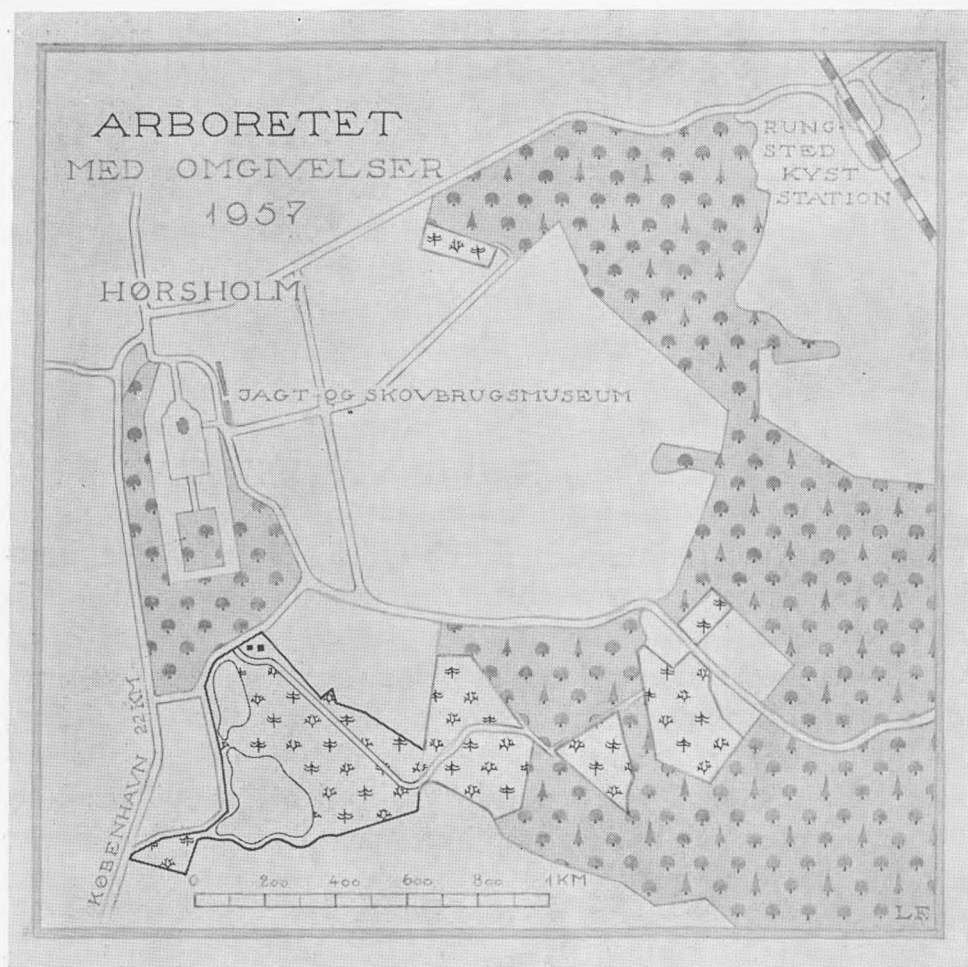 ARBORETET
MED OMGIVELSER
1957
RUNG-
STED
KYST
STATION
HØRSHOLM
JAGT-OG SKOVBRUGSMUSEUM
KØBENHAVN 22 KM
0 200 400 600 800 1 KM
L.F.